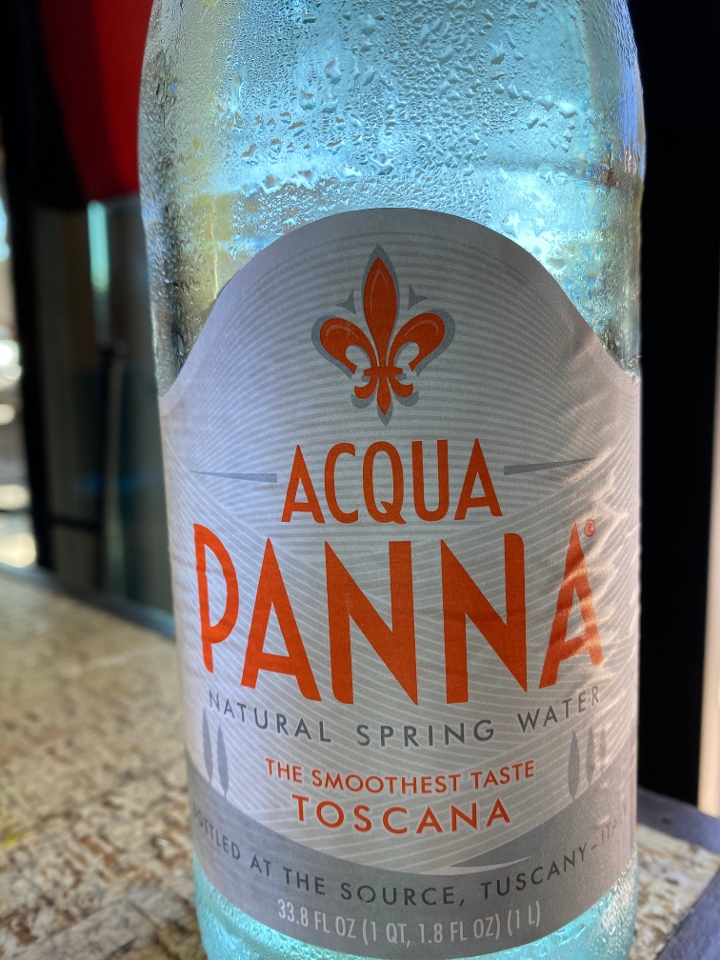 ACQUA
PANNA®
NATURAL SPRING WATER
THE SMOOTHEST TASTE
TOSCANA
BOTTLED AT THE SOURCE, TUSCANY-ITALY
33.8 FL OZ (1 QT, 1.8 FL OZ) (1 L)